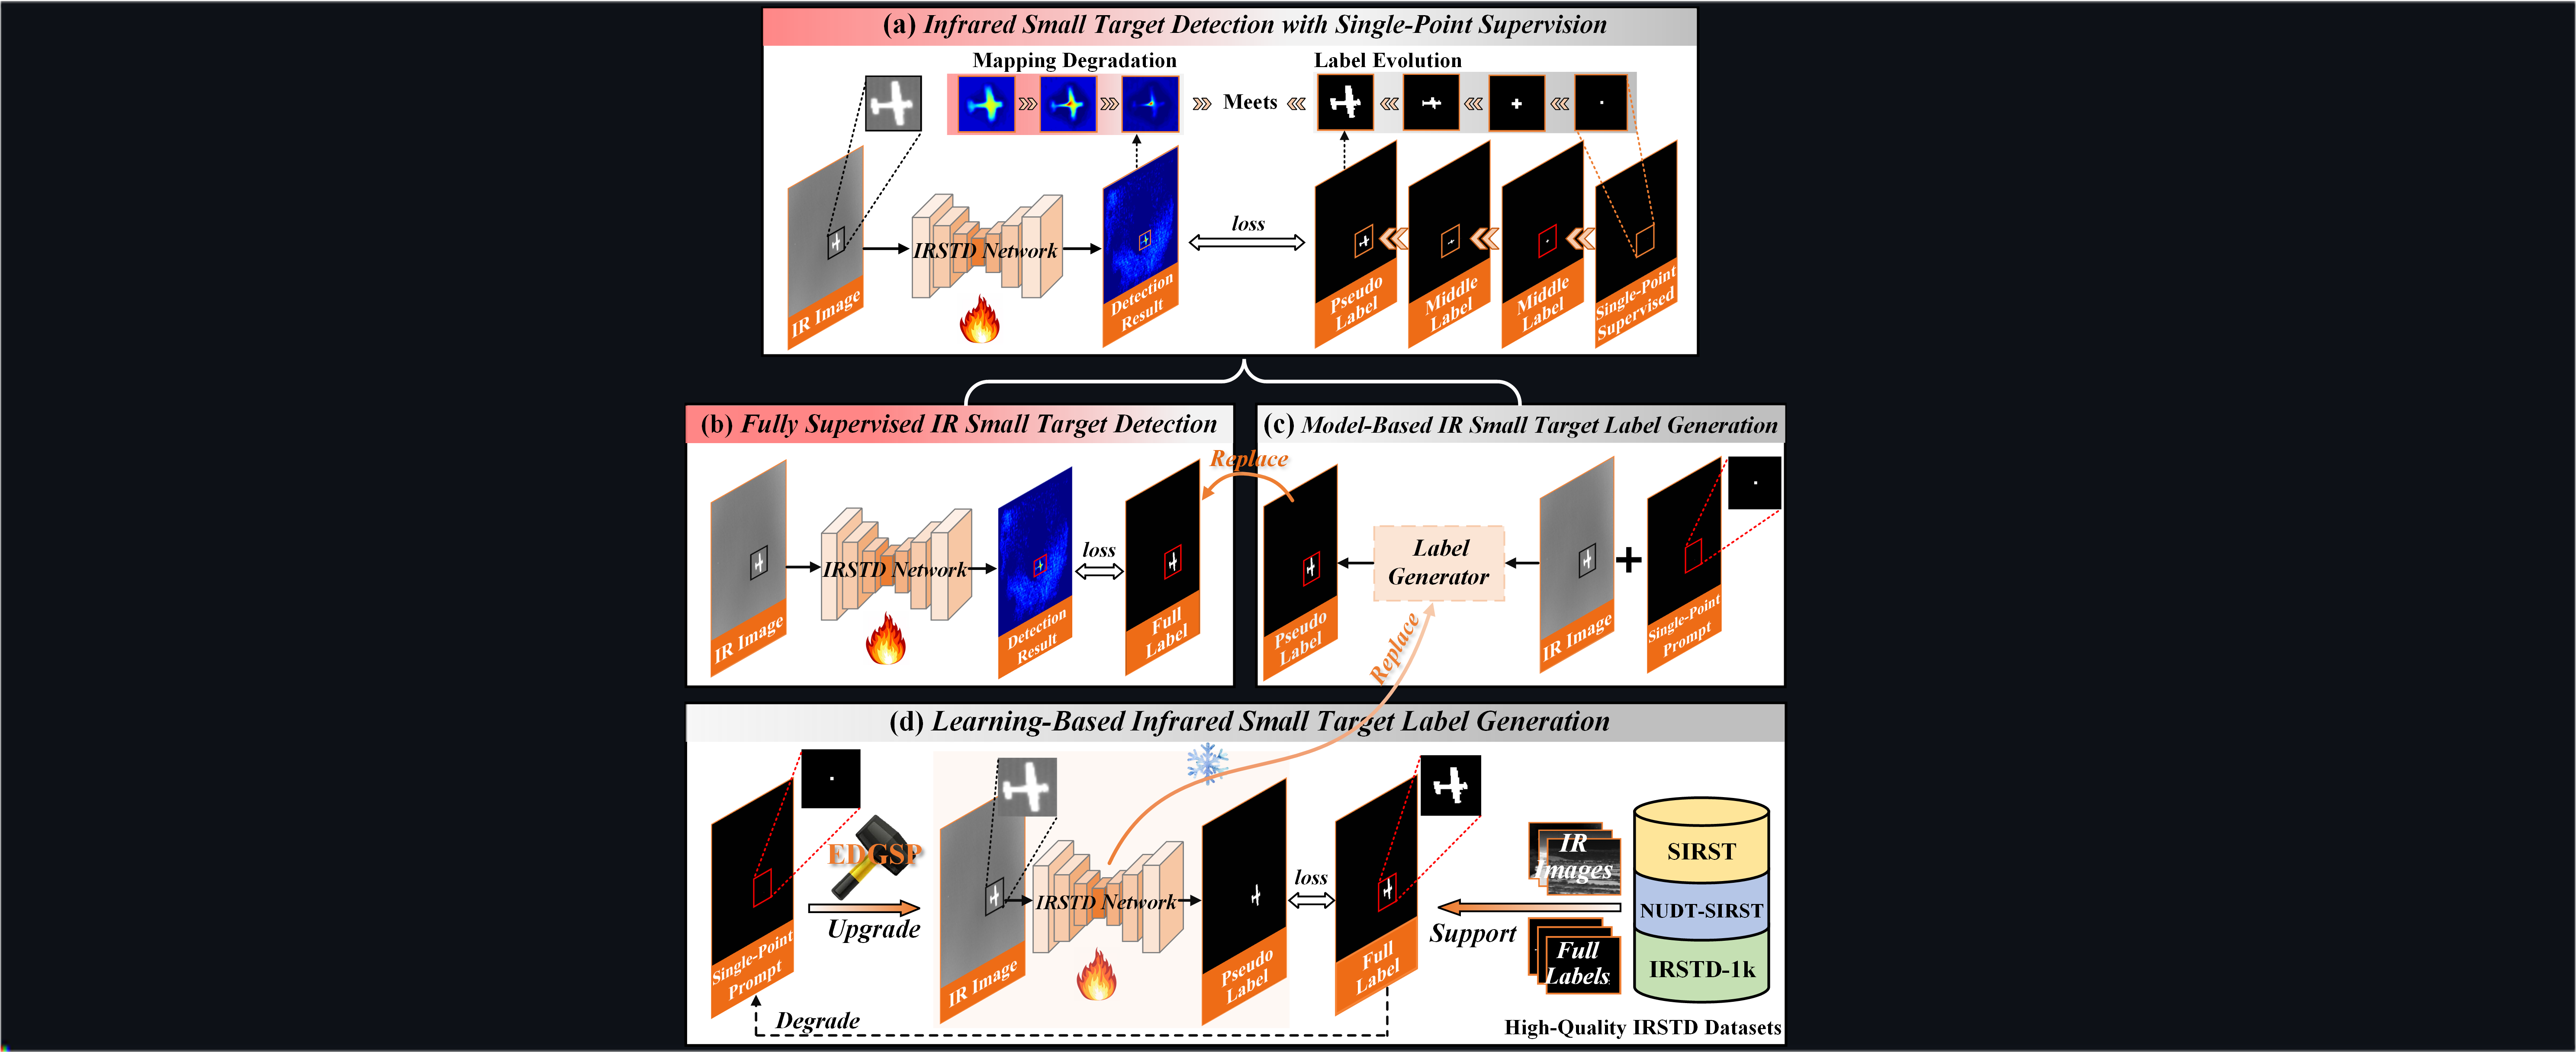 (a) Infrared Small Target Detection with Single-Point Supervision
Mapping Degradation
Label Evolution
Meets
loss
IRSTD Network
IR Image
Detection
Result
Pseudo
Label
Middle
Label
Middle
Label
Single-Point
Supervised
(b) Fully Supervised IR Small Target Detection
IR Image
IRSTD Network
Detection
Result
loss
Full
Label
Replace
(c) Model-Based IR Small Target Label Generation
Pseudo
Label
Label
Generator
IR Image
+
Single-Point
Prompt
Replace
(d) Learning-Based Infrared Small Target Label Generation
Single-Point
Prompt
EDGSP
Upgrade
IR Image
IRSTD Network
Pseudo
Label
loss
Full
Label
Degrade
Support
IR
Images
Full
Labels
SIRST
NUDT-SIRST
IRSTD-1k
High-Quality IRSTD Datasets